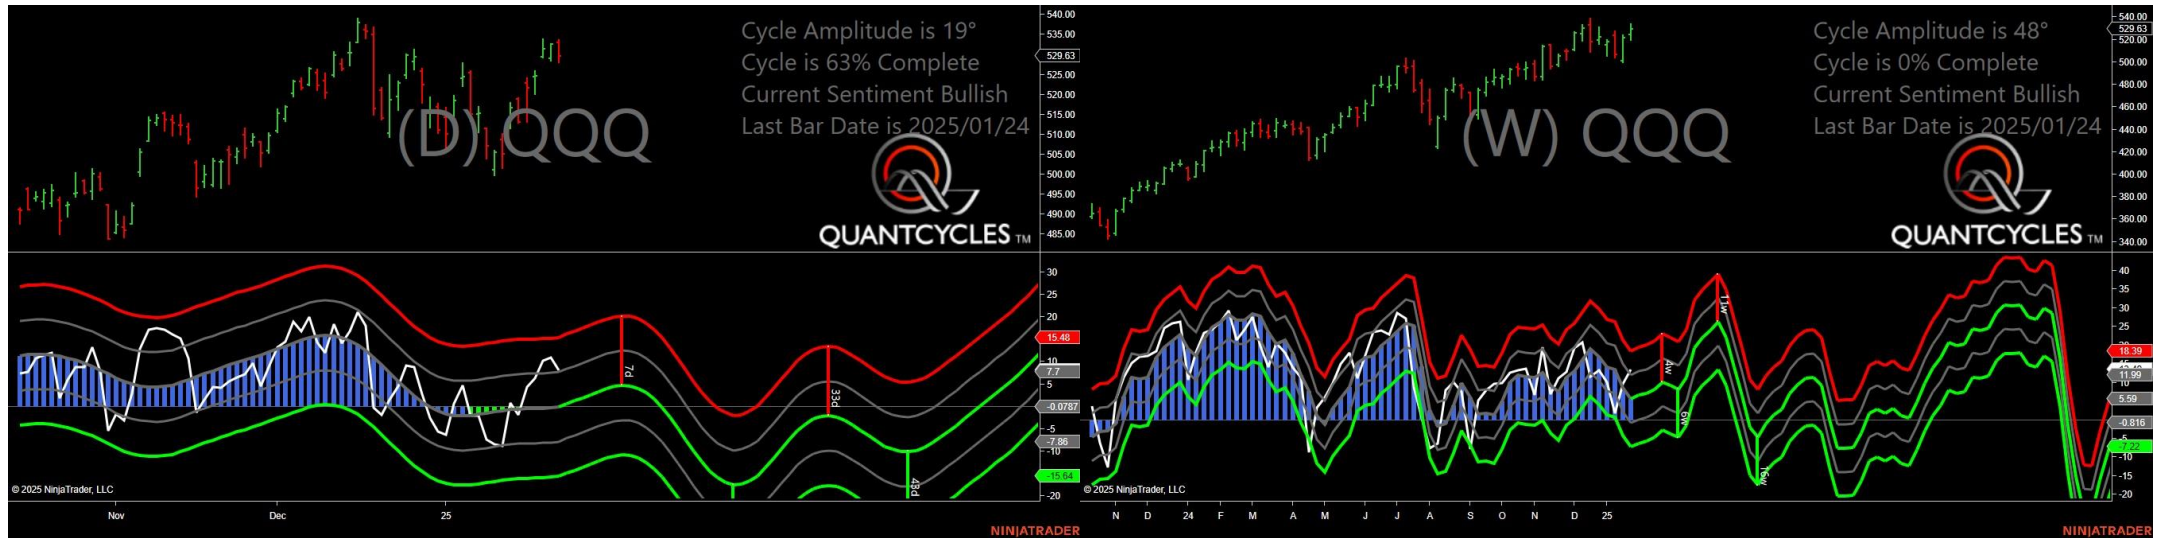 Cycle Amplitude is 19°
Cycle is 63% Complete
Current Sentiment Bullish
Last Bar Date is 2025/01/24
(D) QQQ
QUANTCYCLES TM
540.00
535.00
529.63
525.00
520.00
515.00
510.00
505.00
500.00
495.00
490.00
485.00
30
25
20
15.48
10
7.7
5
-0.0787
-5
-7.86
-10
-15.64
-20
7d
33d
43d
© 2025 NinjaTrader, LLC
Nov Dec 25
NINJATRADER
Cycle Amplitude is 48°
Cycle is 0% Complete
Current Sentiment Bullish
Last Bar Date is 2025/01/24
(W) QQQ
QUANTCYCLES TM
540.00
529.63
520.00
500.00
480.00
460.00
440.00
420.00
400.00
380.00
360.00
340.00
40
35
30
25
18.39
11.99
10
5.59
-0.816
-7.22
-10
-15
-20
4w
6w
11w
16w
© 2025 NinjaTrader, LLC
N D 24 F M A M J J A S O N D 25
NINJATRADER